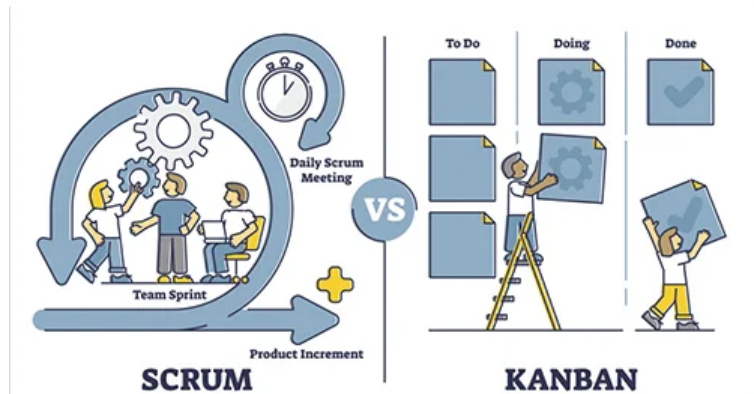 Daily Scrum
Meeting
Team Sprint
Product Increment
SCRUM
VS
To Do
Doing
Done
KANBAN